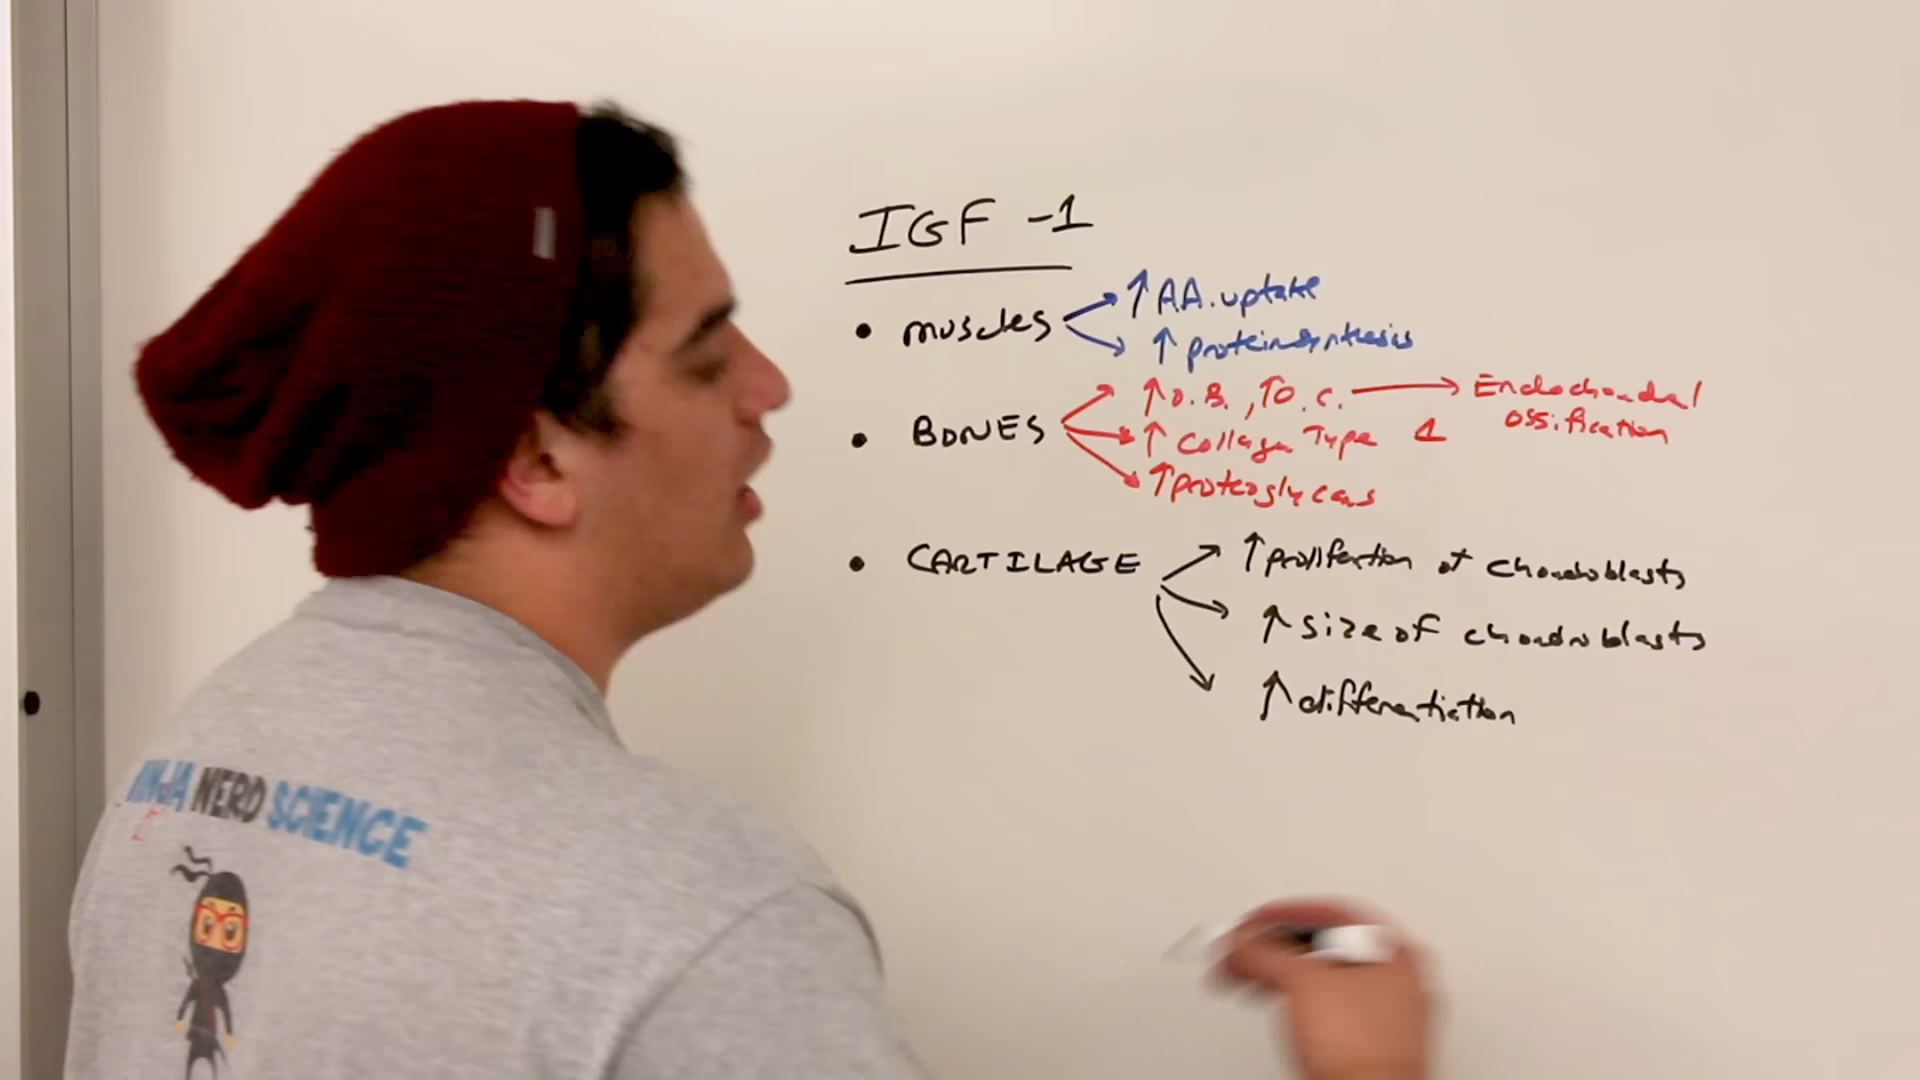 IGF -1
• muscles
↑ AA. uptake
↑ protein synthesis
• BONES
↑ O.B., ↑O.C. → Endochondral ossification
↑ Collagen Type 1
↑ proteoglycans
• CARTILAGE
↑ proliferation of chondroblasts
↑ size of chondroblasts
↑ differentiation
NINJA NERD SCIENCE